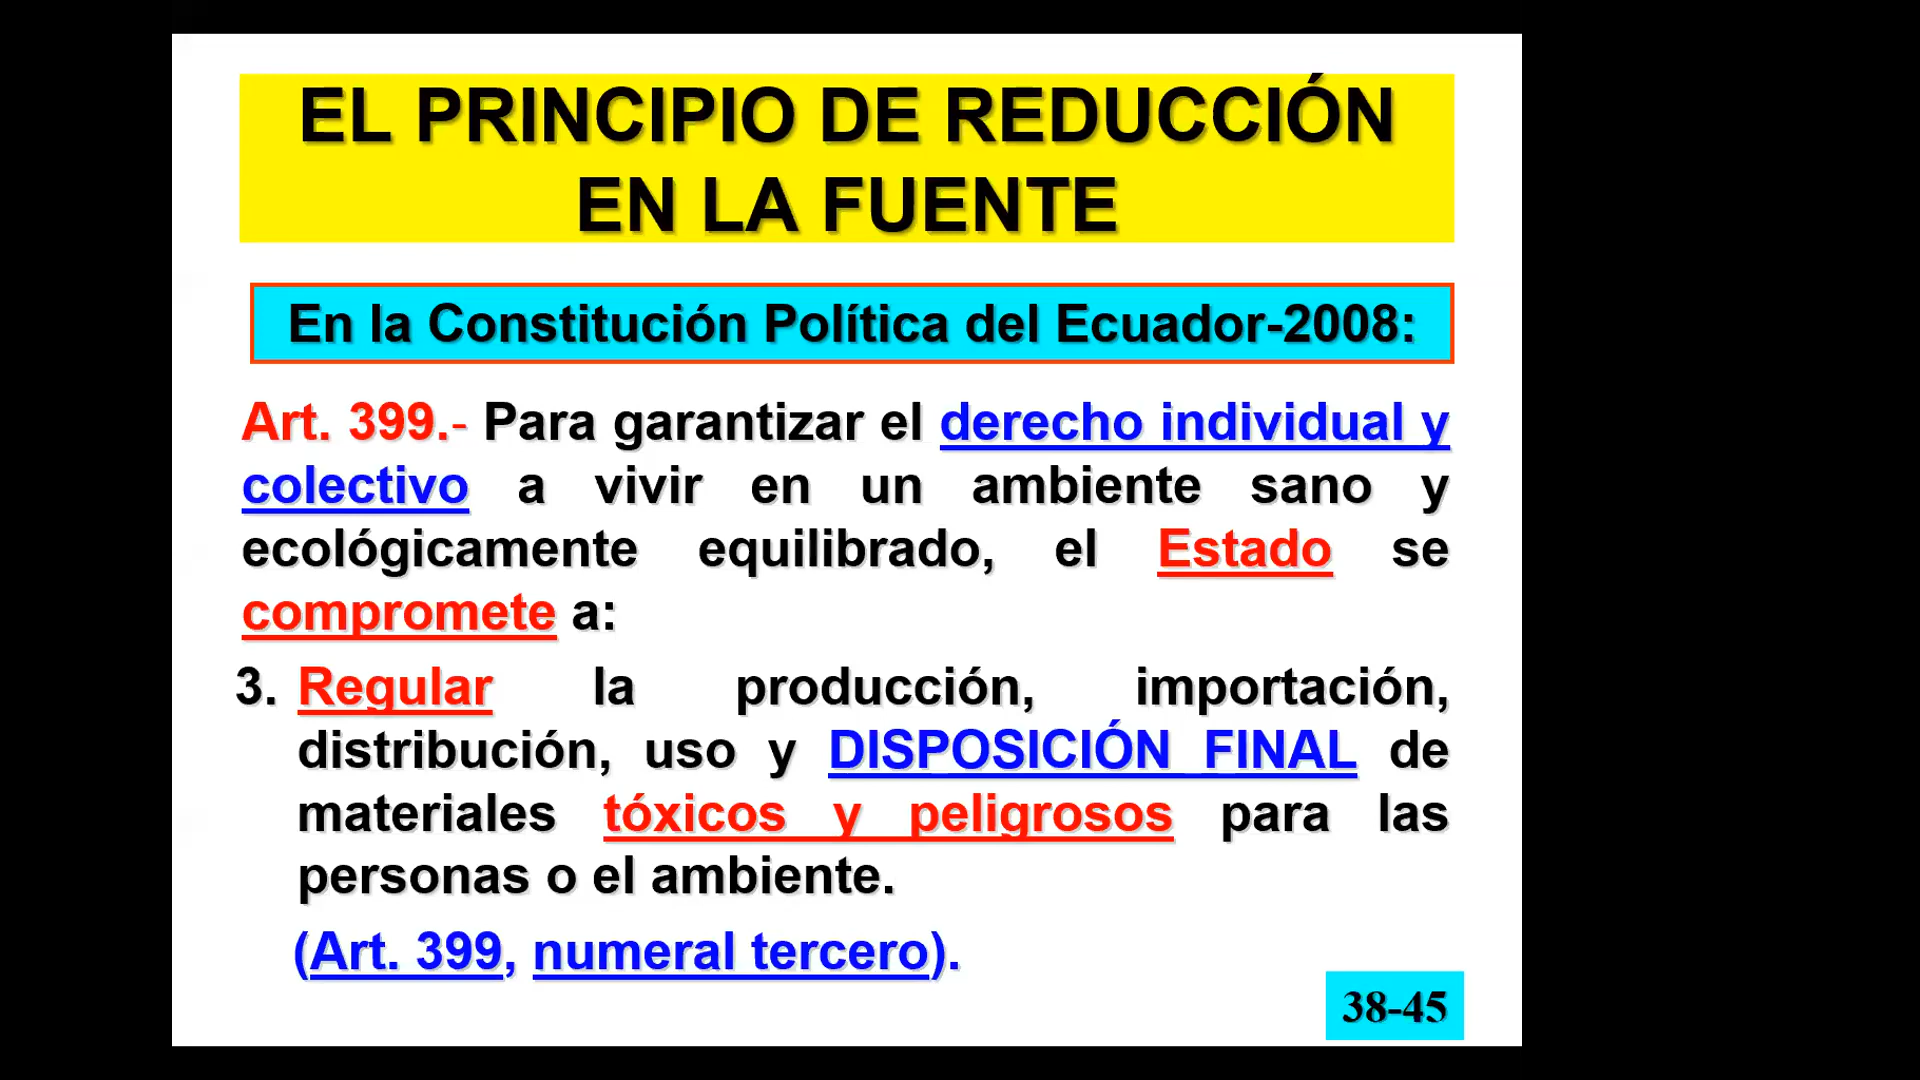 EL PRINCIPIO DE REDUCCIÓN
EN LA FUENTE
En la Constitución Política del Ecuador-2008:
Art. 399.- Para garantizar el derecho individual y
colectivo a vivir en un ambiente sano y
ecológicamente equilibrado, el Estado se
compromete a:
3. Regular la producción, importación,
distribución, uso y DISPOSICIÓN FINAL de
materiales tóxicos y peligrosos para las
personas o el ambiente.
(Art. 399, numeral tercero).
38-45